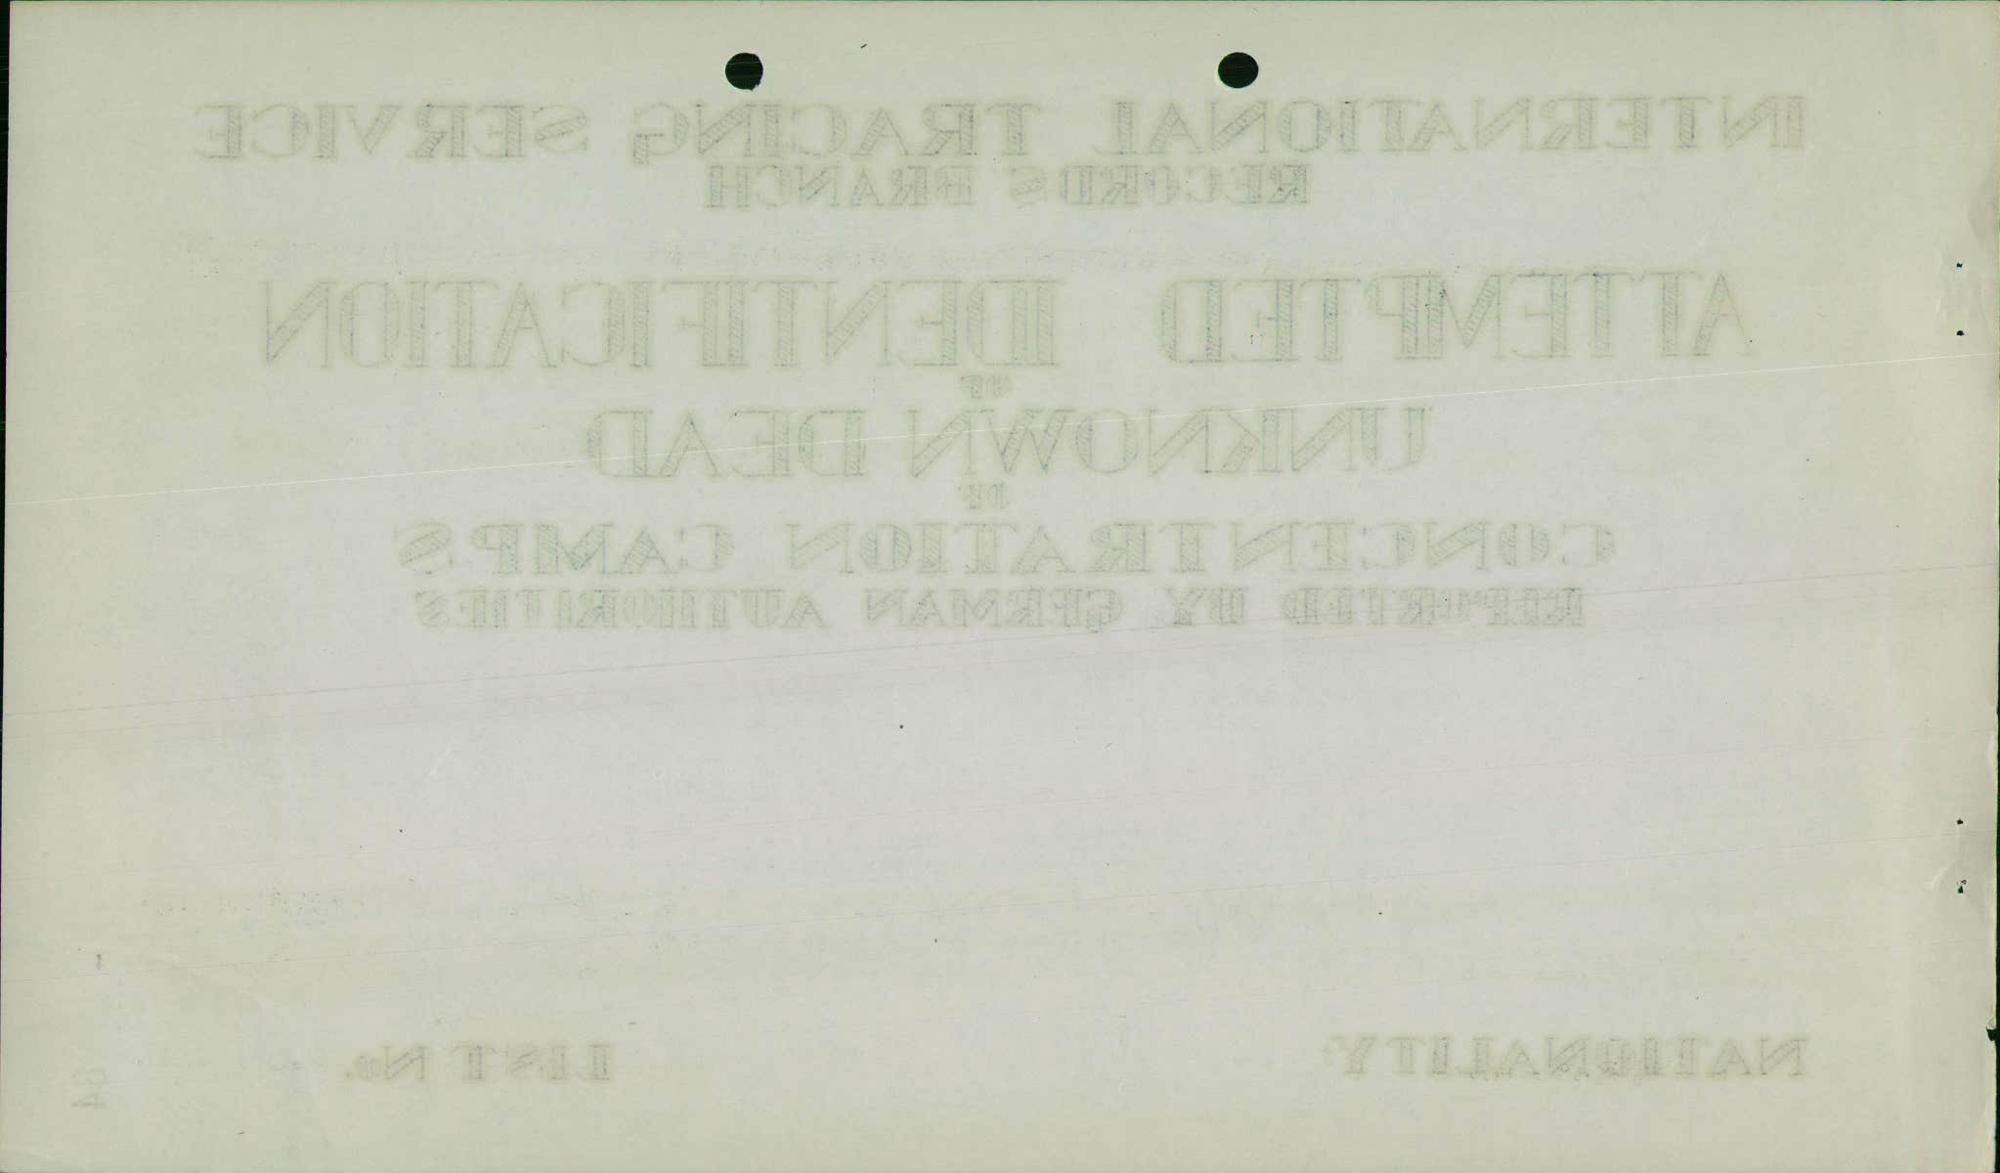 INTERNATIONAL TRACING SERVICE
RECORDS BRANCH
ATTEMPTED IDENTIFICATION
OF
UNKNOWN DEAD
OF
CONCENTRATION CAMPS
REPORTED BY GERMAN AUTHORITIES
NATIONALITY: LIST No.